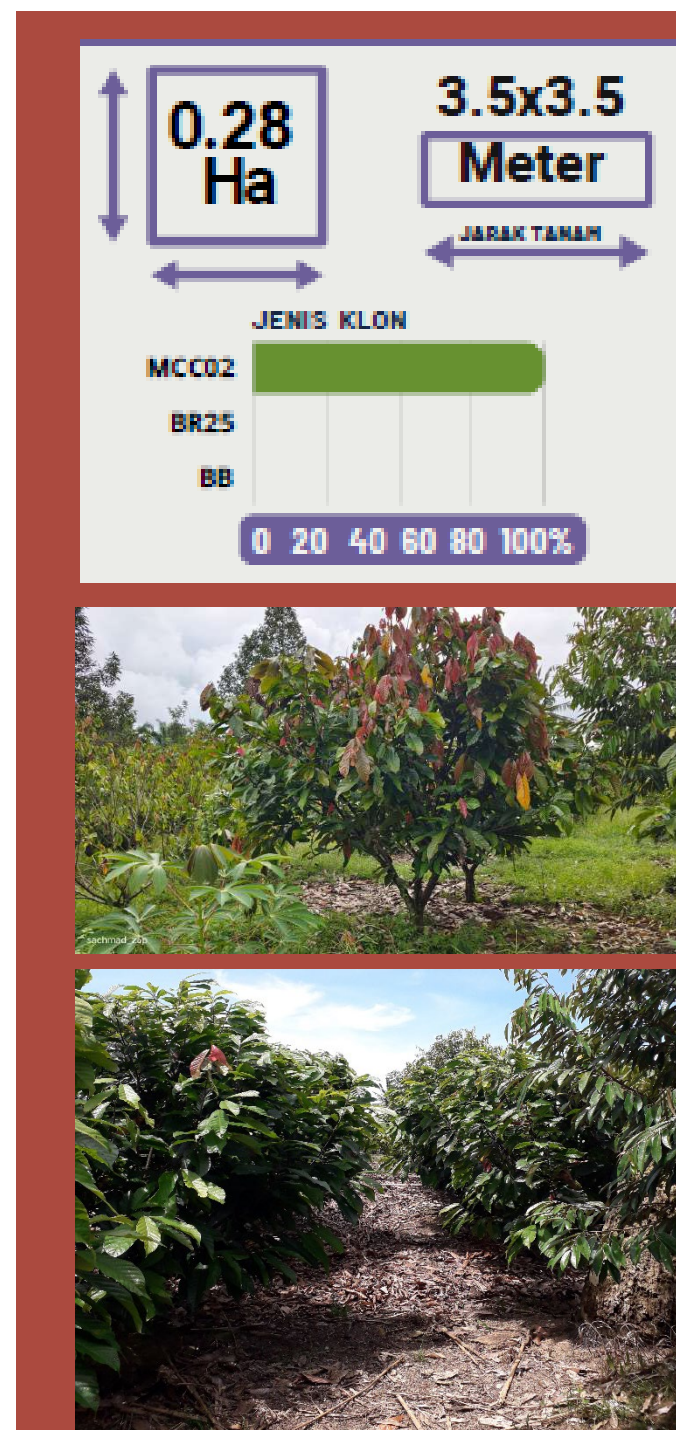 0.28
Ha
3.5x3.5
Meter
JARAK TANAM
JENIS KLON
MCC02
BR25
BB
0 20 40 60 80 100%